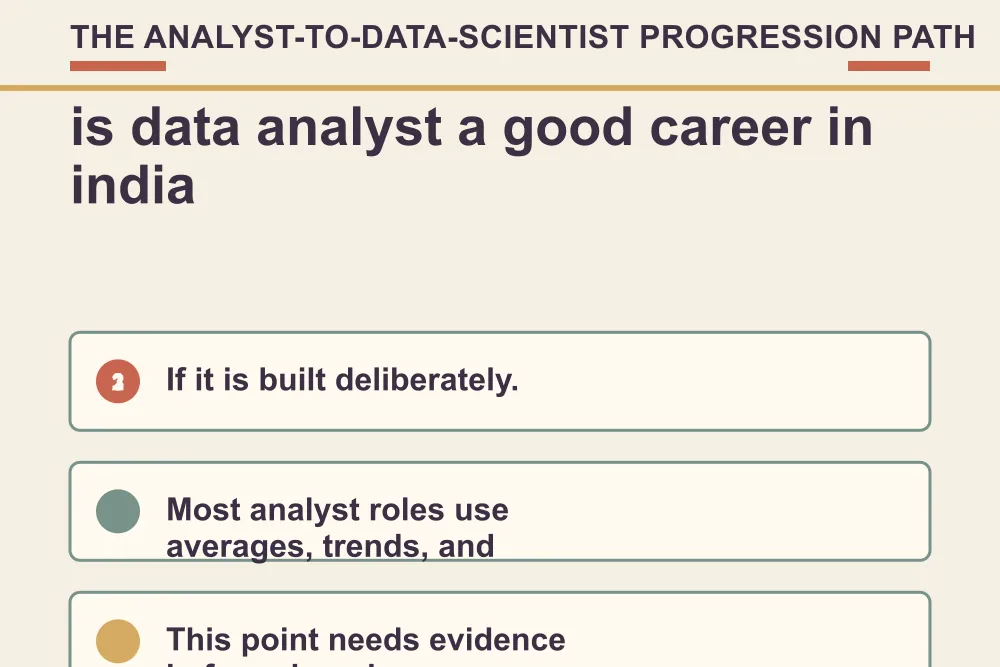 THE ANALYST-TO-DATA-SCIENTIST PROGRESSION PATH
is data analyst a good career in
india
If it is built deliberately.
Most analyst roles use
averages, trends, and
This point needs evidence